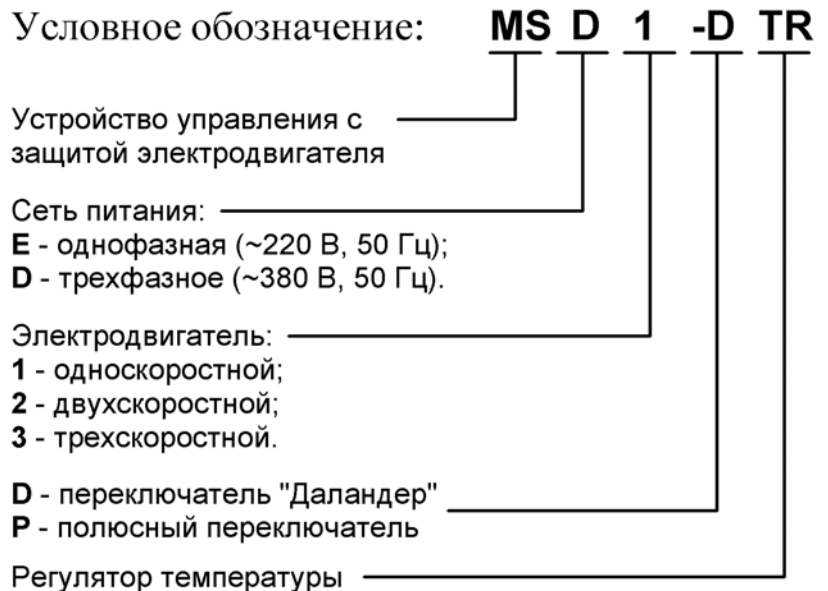 Условное обозначение: MS D 1 -D TR
Устройство управления с
защитой электродвигателя
Сеть питания:
E - однофазная (~220 В, 50 Гц);
D - трехфазное (~380 В, 50 Гц).
Электродвигатель:
1 - односкоростной;
2 - двухскоростной;
3 - трехскоростной.
D - переключатель "Даландер"
P - полюсный переключатель
Регулятор температуры